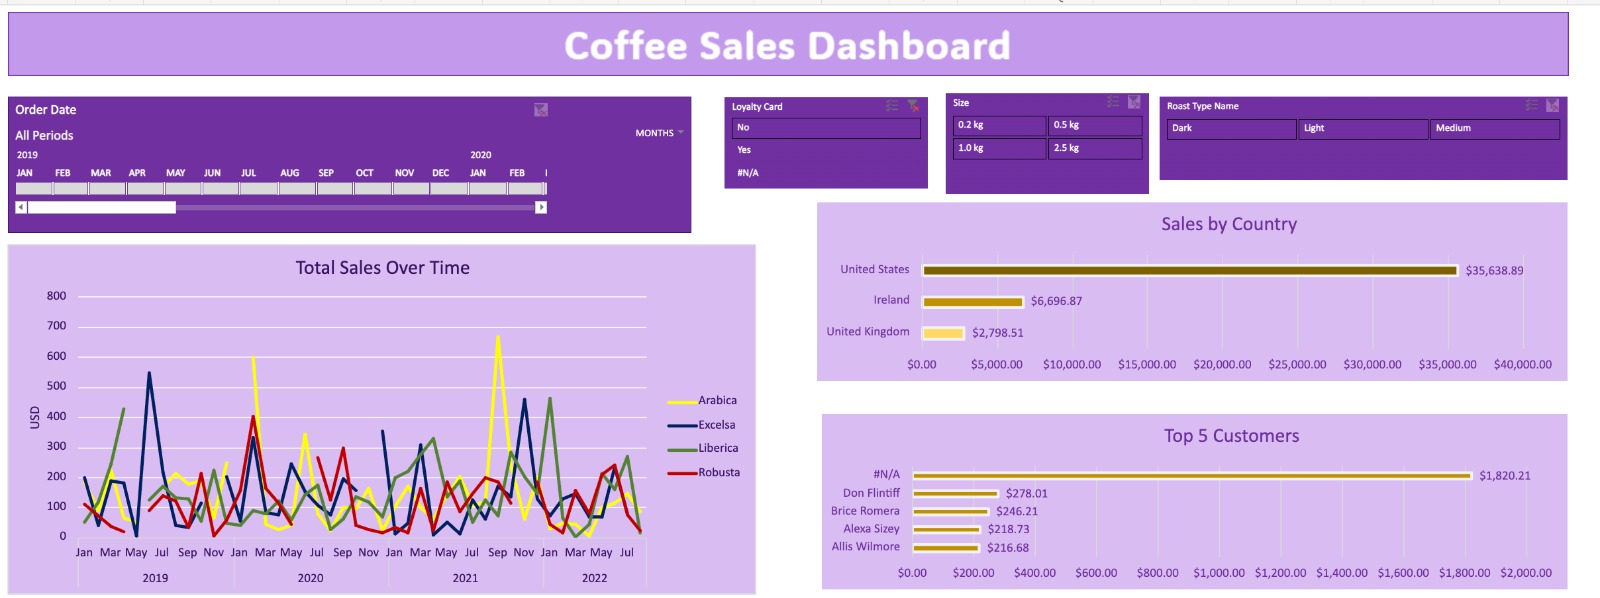 Coffee Sales Dashboard
Order Date
All Periods
MONTHS
2019 2020
JAN FEB MAR APR MAY JUN JUL AUG SEP OCT NOV DEC JAN FEB
Loyalty Card
No
Yes
#N/A
Size
0.2 kg 0.5 kg
1.0 kg 2.5 kg
Roast Type Name
Dark Light Medium
Total Sales Over Time
800
700
600
500
400
300
200
100
0
USD
Jan Mar May Jul Sep Nov Jan Mar May Jul Sep Nov Jan Mar May Jul Sep Nov Jan Mar May Jul
2019 2020 2021 2022
Arabica
Excelsa
Liberica
Robusta
Sales by Country
United States $35,638.89
Ireland $6,696.87
United Kingdom $2,798.51
$0.00 $5,000.00 $10,000.00 $15,000.00 $20,000.00 $25,000.00 $30,000.00 $35,000.00 $40,000.00
Top 5 Customers
#N/A $1,820.21
Don Flintiff $278.01
Brice Romera $246.21
Alexa Sizey $218.73
Allis Wilmore $216.68
$0.00 $200.00 $400.00 $600.00 $800.00 $1,000.00 $1,200.00 $1,400.00 $1,600.00 $1,800.00 $2,000.00